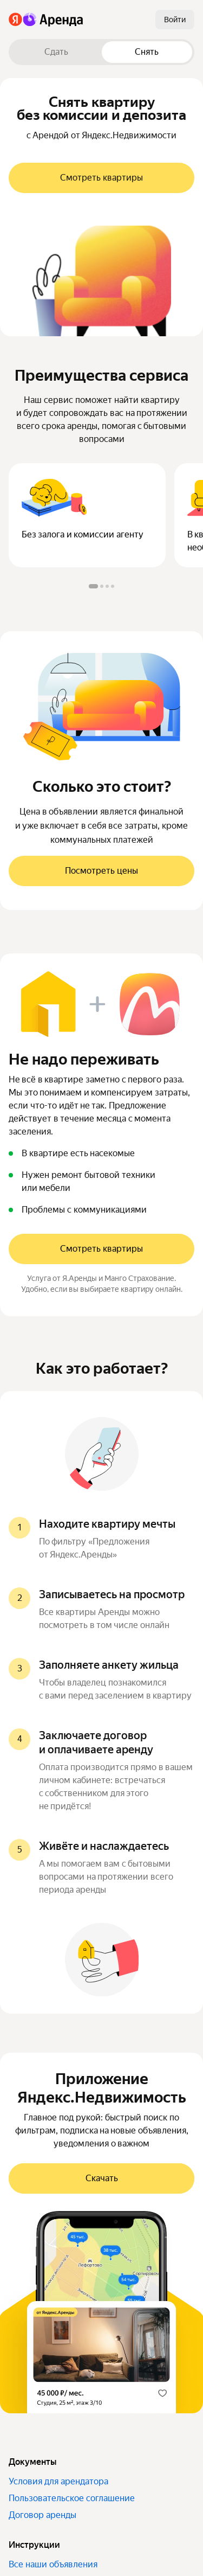 Я Аренда
Войти
Сдать
Снять
Снять квартиру
без комиссии и депозита
с Арендой от Яндекс.Недвижимости
Смотреть квартиры
Преимущества сервиса
Наш сервис поможет найти квартиру
и будет сопровождать вас на протяжении
всего срока аренды, помогая с бытовыми
вопросами
Без залога и комиссии агенту
В кв
необ
Сколько это стоит?
Цена в объявлении является финальной
и уже включает в себя все затраты, кроме
коммунальных платежей
Посмотреть цены
Не надо переживать
Не всё в квартире заметно с первого раза.
Мы это понимаем и компенсируем затраты,
если что-то идёт не так. Предложение
действует в течение месяца с момента
заселения.
В квартире есть насекомые
Нужен ремонт бытовой техники
или мебели
Проблемы с коммуникациями
Смотреть квартиры
Услуга от Я.Аренды и Манго Страхование.
Удобно, если вы выбираете квартиру онлайн.
Как это работает?
1
Находите квартиру мечты
По фильтру «Предложения
от Яндекс.Аренды»
2
Записываетесь на просмотр
Все квартиры Аренды можно
посмотреть в том числе онлайн
3
Заполняете анкету жильца
Чтобы владелец познакомился
с вами перед заселением в квартиру
4
Заключаете договор
и оплачиваете аренду
Оплата производится прямо в вашем
личном кабинете: встречаться
с собственником для этого
не придётся!
5
Живёте и наслаждаетесь
А мы помогаем вам с бытовыми
вопросами на протяжении всего
периода аренды
Приложение
Яндекс.Недвижимость
Главное под рукой: быстрый поиск по
фильтрам, подписка на новые объявления,
уведомления о важном
Скачать
от Яндекс.Аренды
45 000 ₽/ мес.
Студия, 25 м², этаж 3/10
Документы
Условия для арендатора
Пользовательское соглашение
Договор аренды
Инструкции
Все наши объявления